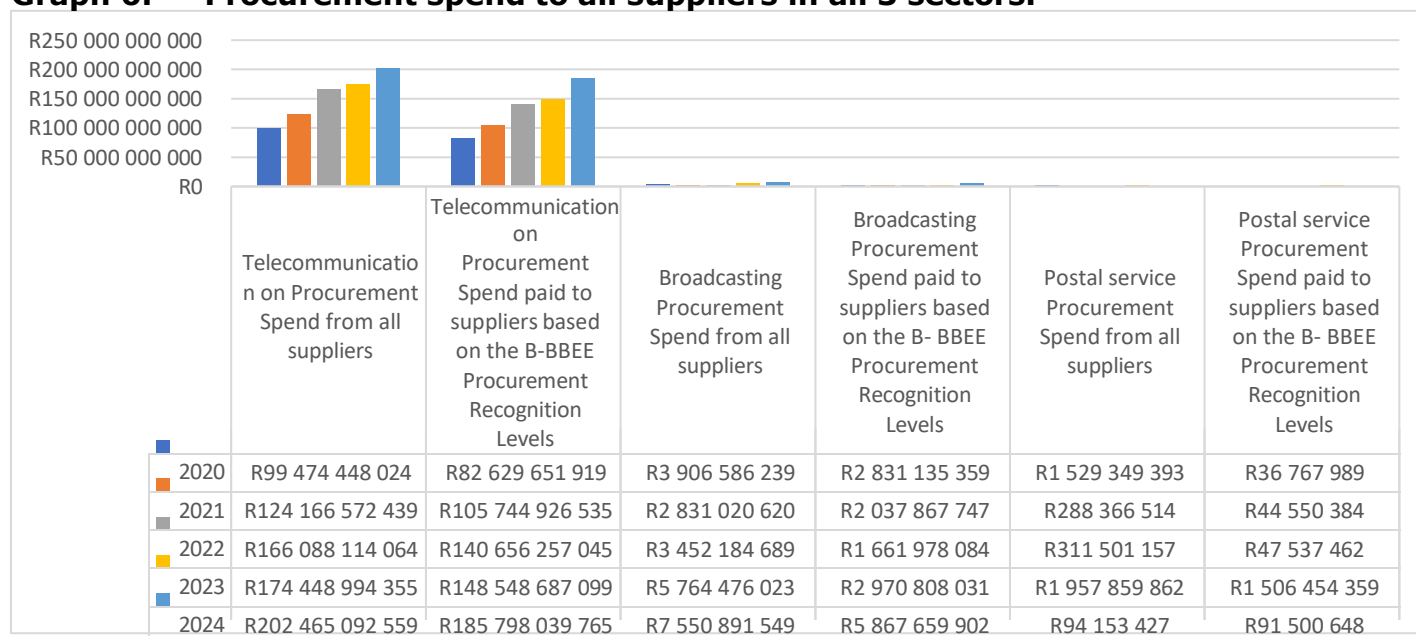 R250 000 000 000
R200 000 000 000
R150 000 000 000
R100 000 000 000
R50 000 000 000
R0
Telecommunicatio
n on Procurement
Spend from all
suppliers
Telecommunication
on
Procurement
Spend paid to
suppliers based
on the B-BBEE
Procurement
Recognition
Levels
Broadcasting
Procurement
Spend from all
suppliers
Broadcasting
Procurement
Spend paid to
suppliers based
on the B- BBEE
Procurement
Recognition
Levels
Postal service
Procurement
Spend from all
suppliers
Postal service
Procurement
Spend paid to
suppliers based
on the B- BBEE
Procurement
Recognition
Levels
2020 R99 474 448 024 R82 629 651 919 R3 906 586 239 R2 831 135 359 R1 529 349 393 R36 767 989
2021 R124 166 572 439 R105 744 926 535 R2 831 020 620 R2 037 867 747 R288 366 514 R44 550 384
2022 R166 088 114 064 R140 656 257 045 R3 452 184 689 R1 661 978 084 R311 501 157 R47 537 462
2023 R174 448 994 355 R148 548 687 099 R5 764 476 023 R2 970 808 031 R1 957 859 862 R1 506 454 359
2024 R202 465 092 559 R185 798 039 765 R7 550 891 549 R5 867 659 902 R94 153 427 R91 500 648